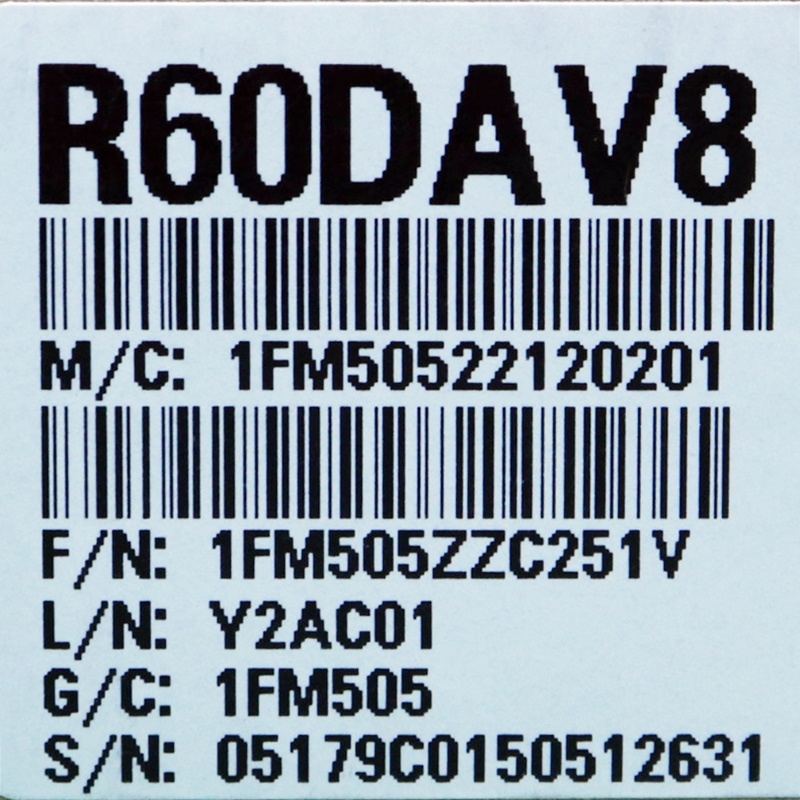 R60DAV8
M/C: 1FM50522120201
F/N: 1FM505ZZC251V
L/N: Y2AC01
G/C: 1FM505
S/N: 05179C0150512631